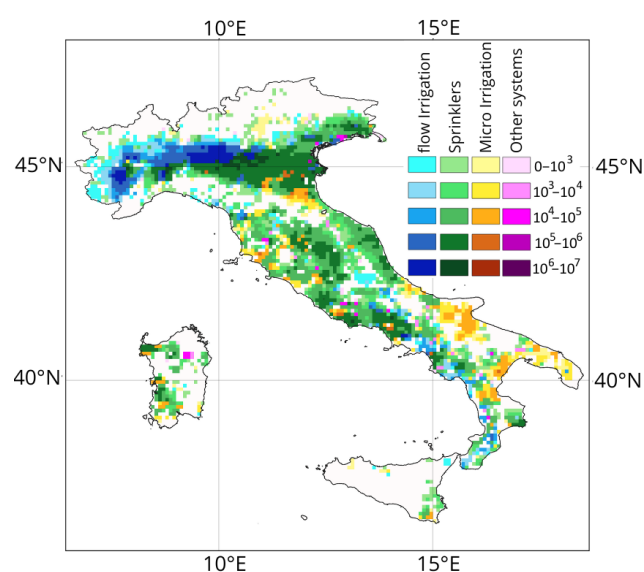 10°E 15°E
flow Irrigation
Sprinklers
Micro Irrigation
Other systems
45°N 0–10³ 45°N
10³–10⁴
10⁴–10⁵
10⁵–10⁶
10⁶–10⁷
40°N 40°N
10°E 15°E